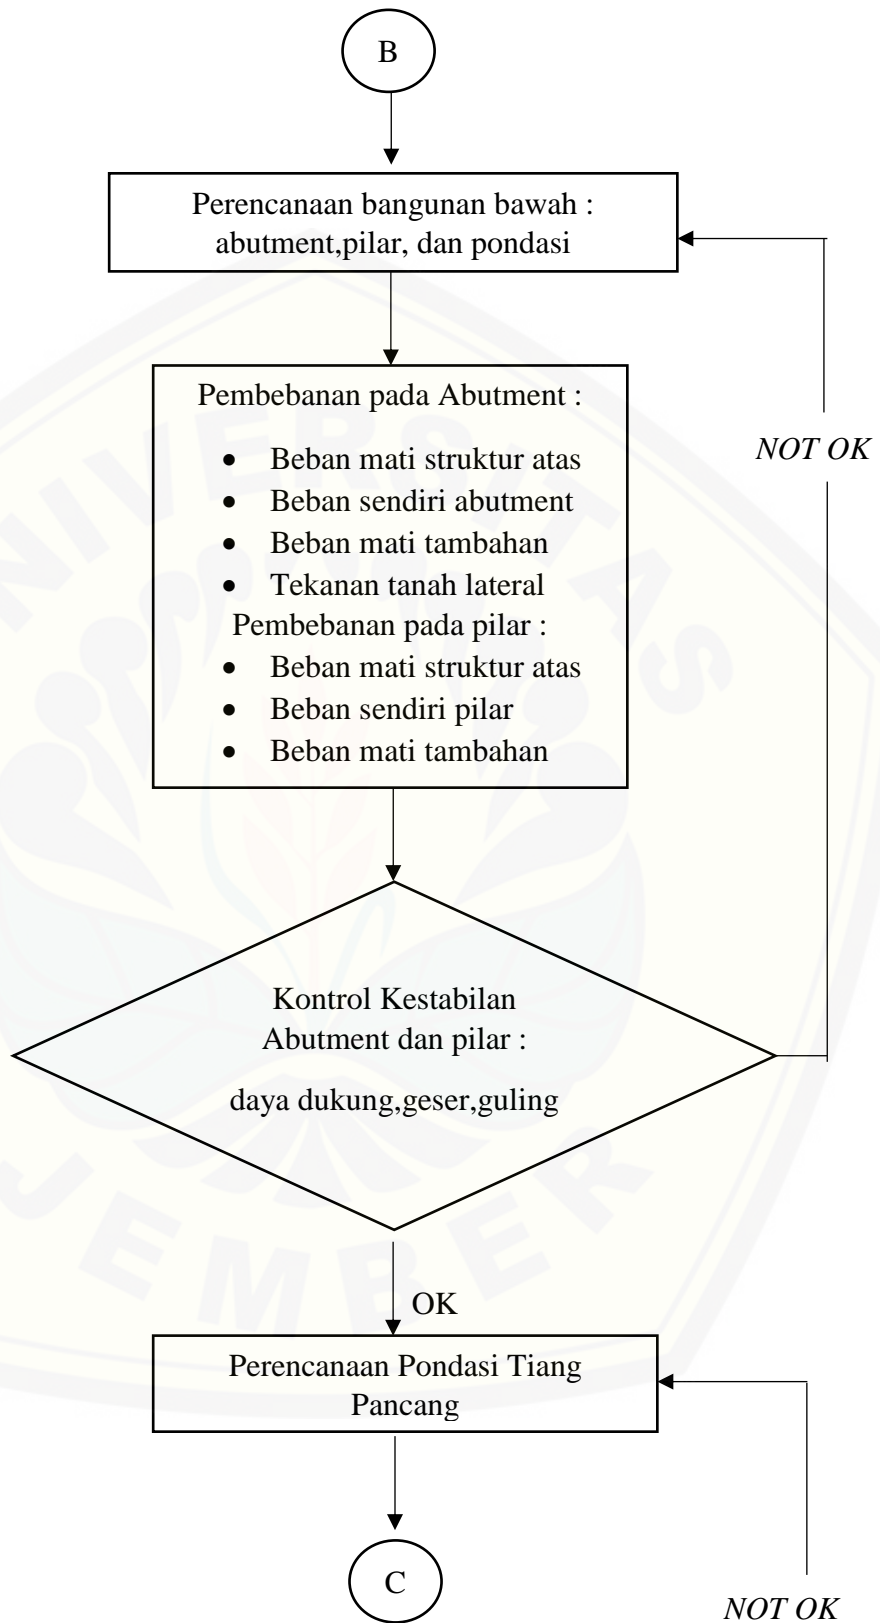 B
Perencanaan bangunan bawah :
abutment,pilar, dan pondasi
Pembebanan pada Abutment :
• Beban mati struktur atas
• Beban sendiri abutment
• Beban mati tambahan
• Tekanan tanah lateral
Pembebanan pada pilar :
• Beban mati struktur atas
• Beban sendiri pilar
• Beban mati tambahan
NOT OK
Kontrol Kestabilan
Abutment dan pilar :
daya dukung,geser,guling
OK
Perencanaan Pondasi Tiang
Pancang
C
NOT OK
UNIVERSITAS
JEMBER